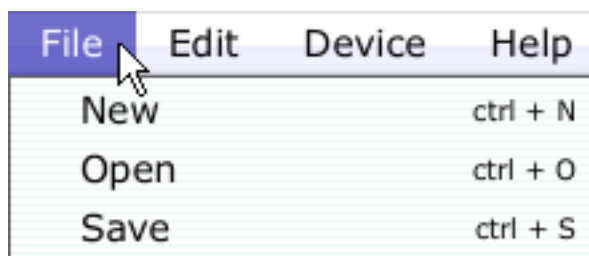 File Edit Device Help
New ctrl + N
Open ctrl + O
Save ctrl + S